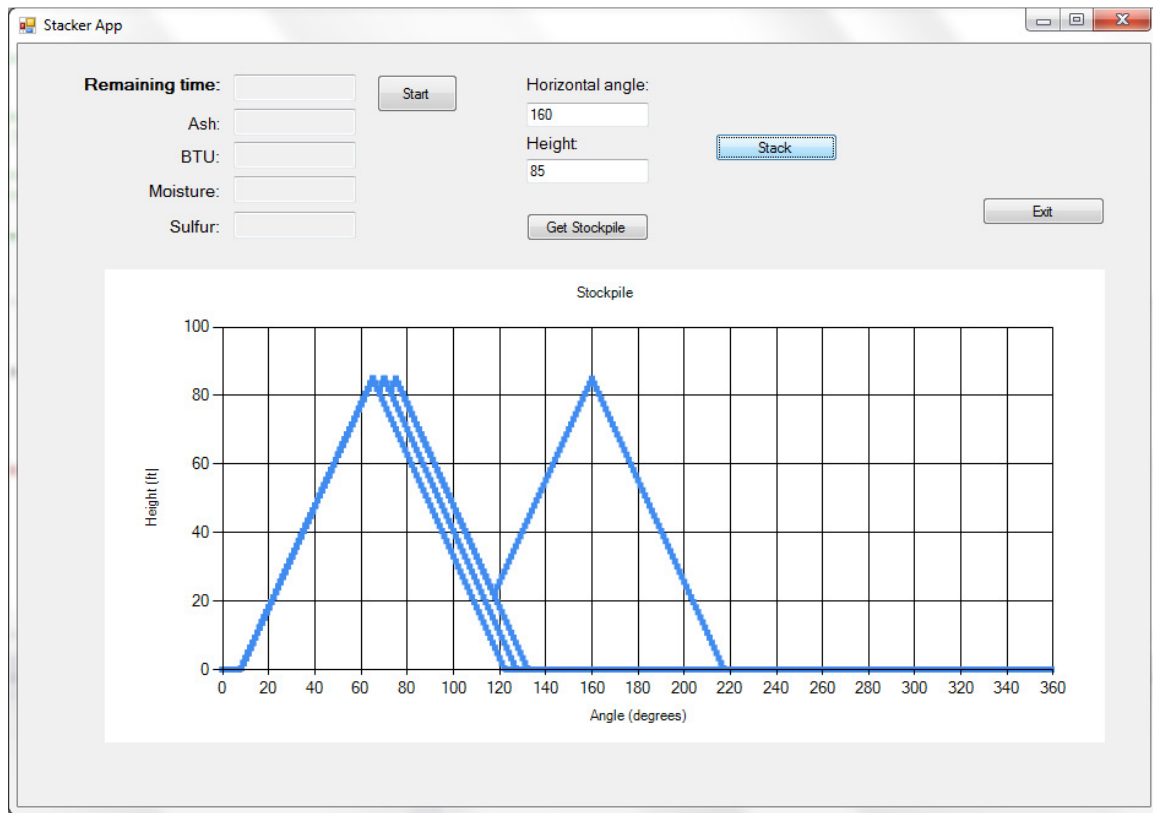 Stacker App
Remaining time:
Start
Ash:
BTU:
Moisture:
Sulfur:
Horizontal angle:
160
Height:
85
Get Stockpile
Stack
Exit
Stockpile
100
80
60
40
20
0
Height (ft)
0 20 40 60 80 100 120 140 160 180 200 220 240 260 280 300 320 340 360
Angle (degrees)